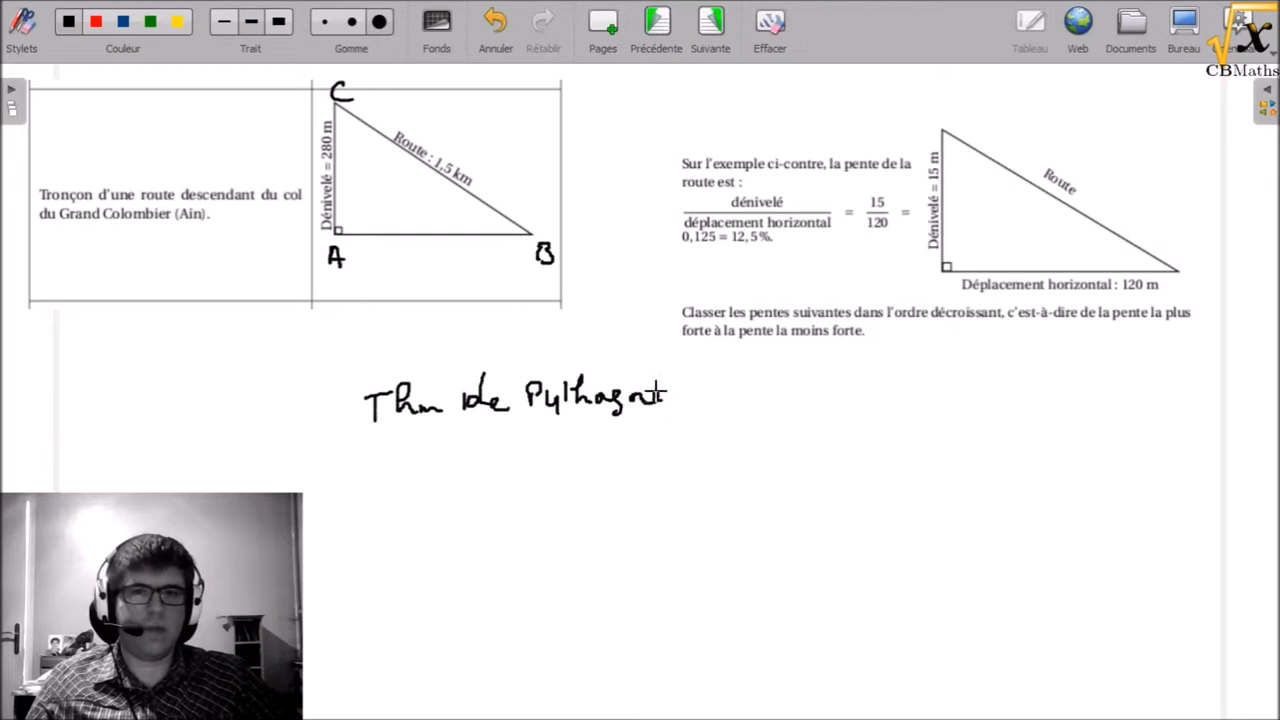 Stylets
Couleur
Trait
Gomme
Fonds
Annuler
Rétablir
Pages
Précédente
Suivante
Effacer
Tableau
Web
Documents
Bureau
CBMaths
C
Dénivelé = 280 m
Route : 1,5 km
Tronçon d'une route descendant du col
du Grand Colombier (Ain).
A
B
Sur l'exemple ci-contre, la pente de la
route est :
dénivelé
déplacement horizontal
= 15/120 =
0,125 = 12,5%.
Dénivelé = 15 m
Route
Déplacement horizontal : 120 m
Classer les pentes suivantes dans l'ordre décroissant, c'est-à-dire de la pente la plus
forte à la pente la moins forte.
Thm de Pythagor